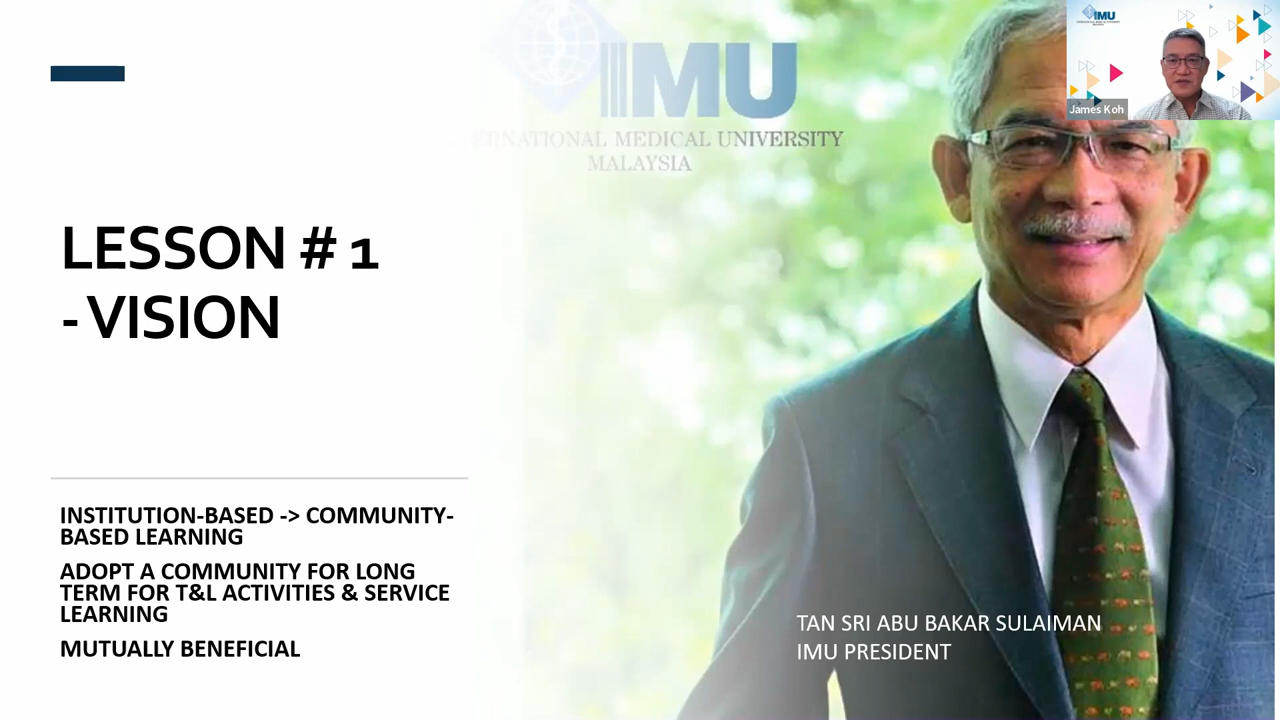 IMU
INTERNATIONAL MEDICAL UNIVERSITY
MALAYSIA
IMU
James Koh
LESSON # 1
- VISION
INSTITUTION-BASED -> COMMUNITY-
BASED LEARNING
ADOPT A COMMUNITY FOR LONG
TERM FOR T&L ACTIVITIES & SERVICE
LEARNING
MUTUALLY BENEFICIAL
TAN SRI ABU BAKAR SULAIMAN
IMU PRESIDENT